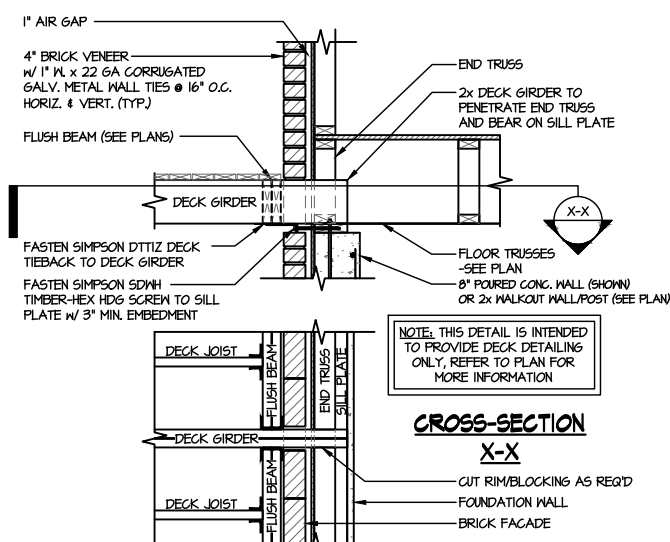 1" AIR GAP
4" BRICK VENEER
w/ 1" W. x 22 GA CORRUGATED
GALV. METAL WALL TIES @ 16" O.C.
HORIZ. & VERT. (TYP.)
FLUSH BEAM (SEE PLANS)
DECK GIRDER
FASTEN SIMPSON DTT1Z DECK
TIEBACK TO DECK GIRDER
FASTEN SIMPSON SDWH
TIMBER-HEX HDG SCREW TO SILL
PLATE w/ 3" MIN. EMBEDMENT
END TRUSS
2x DECK GIRDER TO
PENETRATE END TRUSS
AND BEAR ON SILL PLATE
X-X
FLOOR TRUSSES
-SEE PLAN
8" POURED CONC. WALL (SHOWN)
OR 2x WALKOUT WALL/POST (SEE PLAN)
NOTE: THIS DETAIL IS INTENDED
TO PROVIDE DECK DETAILING
ONLY, REFER TO PLAN FOR
MORE INFORMATION
DECK JOIST
FLUSH BEAM
END TRUSS
SILL PLATE
DECK GIRDER
DECK JOIST
FLUSH BEAM
CROSS-SECTION
X-X
CUT RIM/BLOCKING AS REQ'D
FOUNDATION WALL
BRICK FACADE